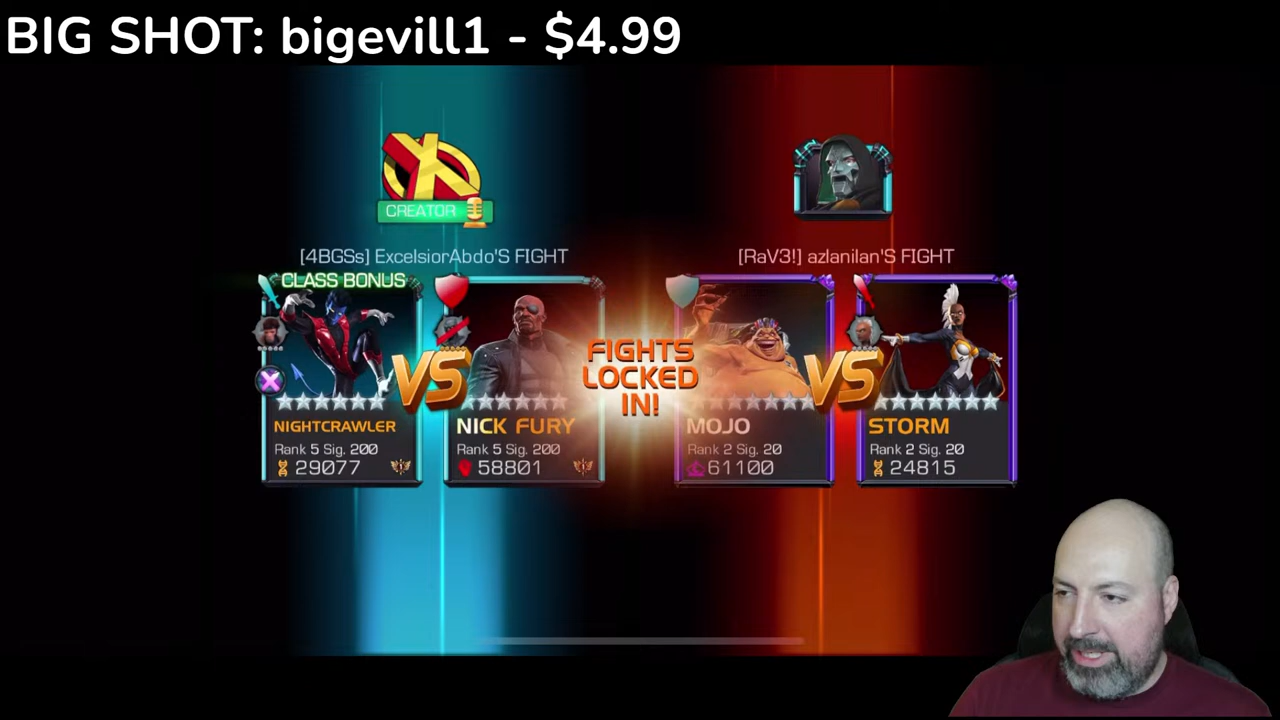 BIG SHOT: bigevill1 - $4.99
CREATOR
[4BGSs] ExcelsiorAbdo'S FIGHT
[RaV3!] azlanilan'S FIGHT
CLASS BONUS
VS
VS
FIGHTS
LOCKED
IN!
NIGHTCRAWLER
Rank 5 Sig. 200
29077
NICK FURY
Rank 5 Sig. 200
58801
MOJO
Rank 2 Sig. 20
61100
STORM
Rank 2 Sig. 20
24815